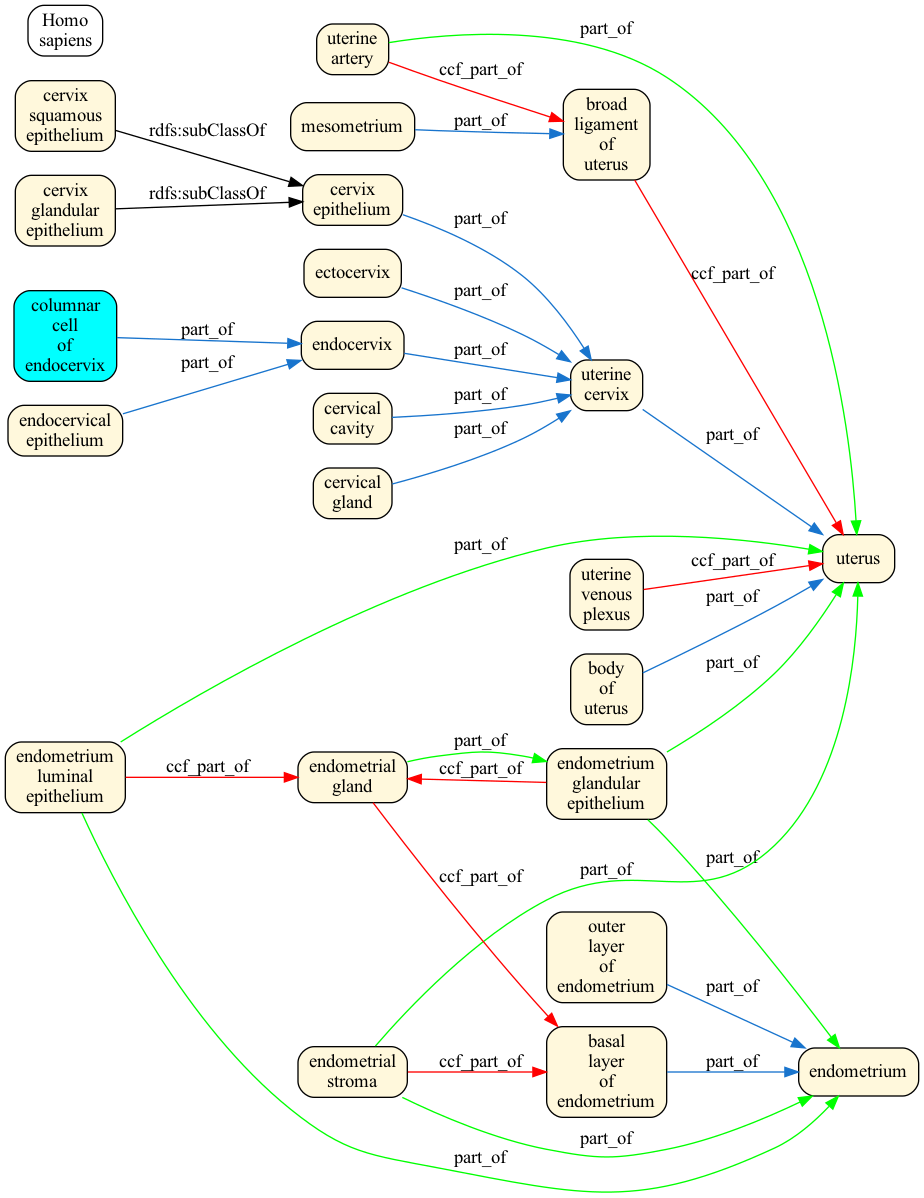 Homo
sapiens
uterine
artery
part_of
ccf_part_of
cervix
squamous
epithelium
rdfs:subClassOf
mesometrium
part_of
broad
ligament
of
uterus
cervix
glandular
epithelium
rdfs:subClassOf
cervix
epithelium
part_of
ccf_part_of
ectocervix
part_of
columnar
cell
of
endocervix
part_of
endocervix
part_of
uterine
cervix
part_of
endocervical
epithelium
part_of
cervical
cavity
part_of
cervical
gland
part_of
part_of
uterine
venous
plexus
ccf_part_of
uterus
body
of
uterus
part_of
part_of
endometrium
luminal
epithelium
ccf_part_of
endometrial
gland
part_of
ccf_part_of
endometrium
glandular
epithelium
part_of
ccf_part_of
part_of
outer
layer
of
endometrium
part_of
endometrial
stroma
ccf_part_of
basal
layer
of
endometrium
part_of
endometrium
part_of
part_of